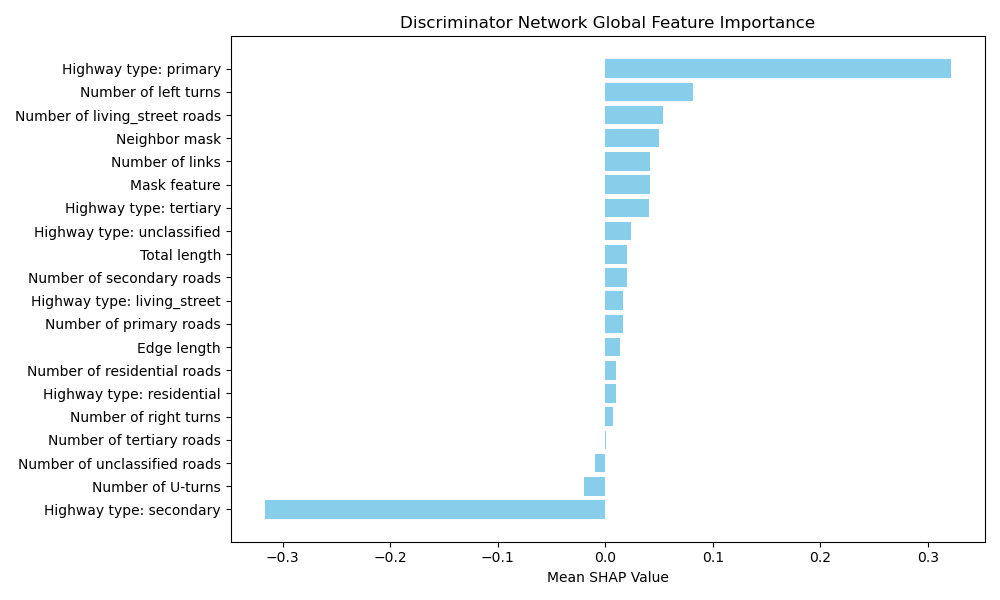 Discriminator Network Global Feature Importance
Highway type: primary
Number of left turns
Number of living_street roads
Neighbor mask
Number of links
Mask feature
Highway type: tertiary
Highway type: unclassified
Total length
Number of secondary roads
Highway type: living_street
Number of primary roads
Edge length
Number of residential roads
Highway type: residential
Number of right turns
Number of tertiary roads
Number of unclassified roads
Number of U-turns
Highway type: secondary
−0.3 −0.2 −0.1 0.0 0.1 0.2 0.3
Mean SHAP Value